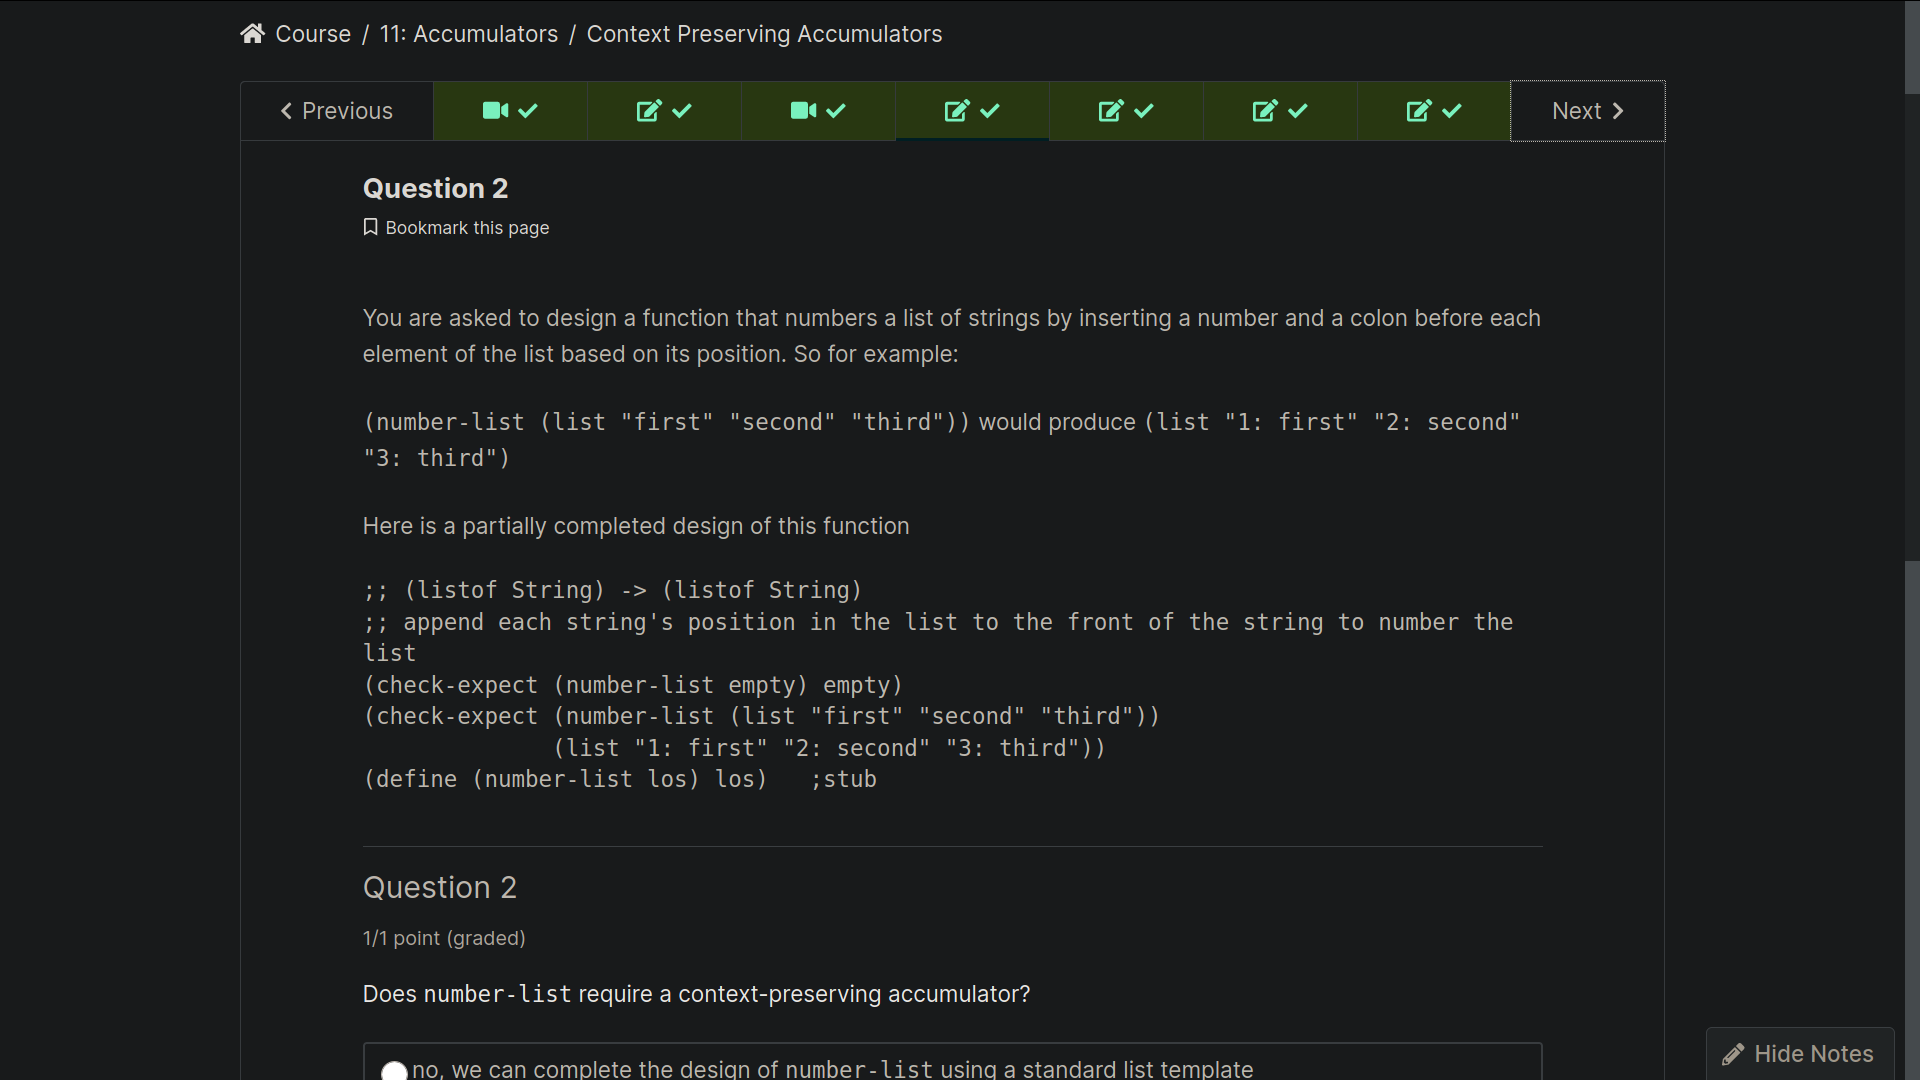 Course / 11: Accumulators / Context Preserving Accumulators
Previous
Next
Question 2
Bookmark this page
You are asked to design a function that numbers a list of strings by inserting a number and a colon before each
element of the list based on its position. So for example:
(number-list (list "first" "second" "third")) would produce (list "1: first" "2: second"
"3: third")
Here is a partially completed design of this function
;; (listof String) -> (listof String)
;; append each string's position in the list to the front of the string to number the
list
(check-expect (number-list empty) empty)
(check-expect (number-list (list "first" "second" "third"))
              (list "1: first" "2: second" "3: third"))
(define (number-list los) los)   ;stub
Question 2
1/1 point (graded)
Does number-list require a context-preserving accumulator?
no, we can complete the design of number-list using a standard list template
Hide Notes